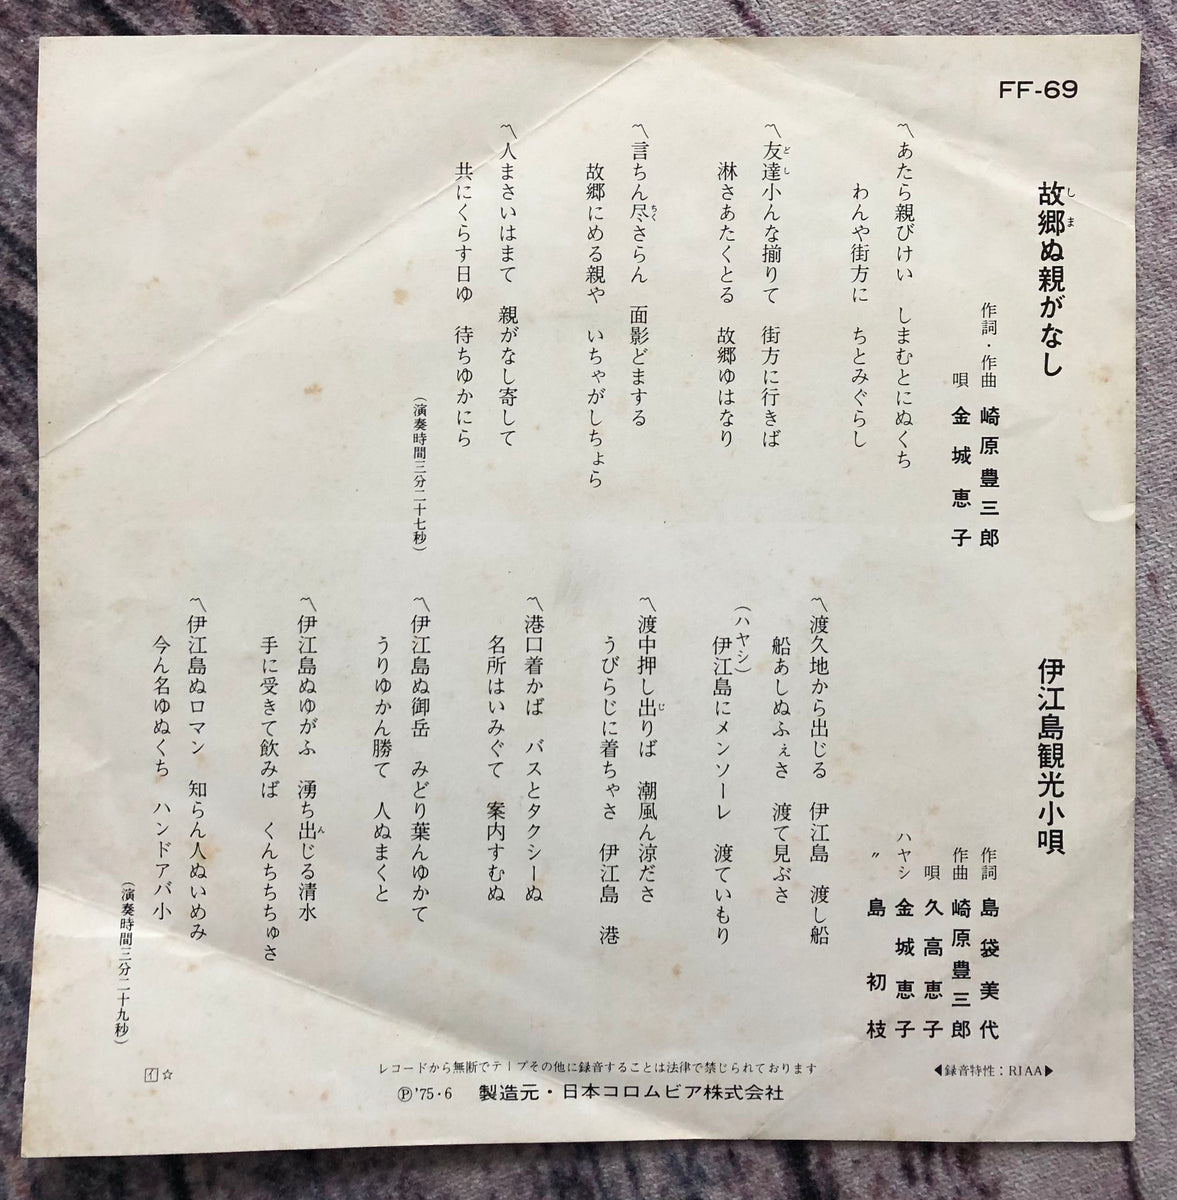 FF-69
故郷ぬ親がなし
しま
作詞・作曲 崎原豊三郎
唄 金城恵子
〽あたら親びけい しまむとにぬくち
わんや街方に ちとみぐらし
〽友達小んな揃りて 街方に行きば
どし
淋さあたくとる 故郷ゆはなり
〽言ちん尽さらん 面影どまする
ちく
故郷にめる親や いちゃがしちょら
〽人まさいはまて 親がなし寄して
共にくらす日ゆ 待ちゆかにら
(演奏時間三分二十七秒)
伊江島観光小唄
作詞 島袋美代
作曲 崎原豊三郎
唄 久高恵子
ハヤシ 金城恵子
〃 島初枝
〽渡久地から出じる 伊江島 渡し船
船あしぬふぇさ 渡て見ぶさ
(ハヤシ)
伊江島にメンソーレ 渡ていもり
〽渡中押し出りば 潮風ん涼ださ
じ
うびらじに着ちゃさ 伊江島 港
〽港口着かば バスとタクシーぬ
名所はいみぐて 案内すむぬ
〽伊江島ぬ御岳 みどり葉んゆかて
うりゆかん勝て 人ぬまくと
〽伊江島ぬゆがふ 湧ち出じる清水
ん
手に受きて飲みば くんちちちゅさ
〽伊江島ぬロマン 知らん人ぬいめみ
今ん名ゆぬくち ハンドアバ小
(演奏時間三分二十九秒)
◀録音特性:RIAA▶
レコードから無断でテープその他に録音することは法律で禁じられております
Ⓟ'75・6 製造元・日本コロムビア株式会社
イ☆